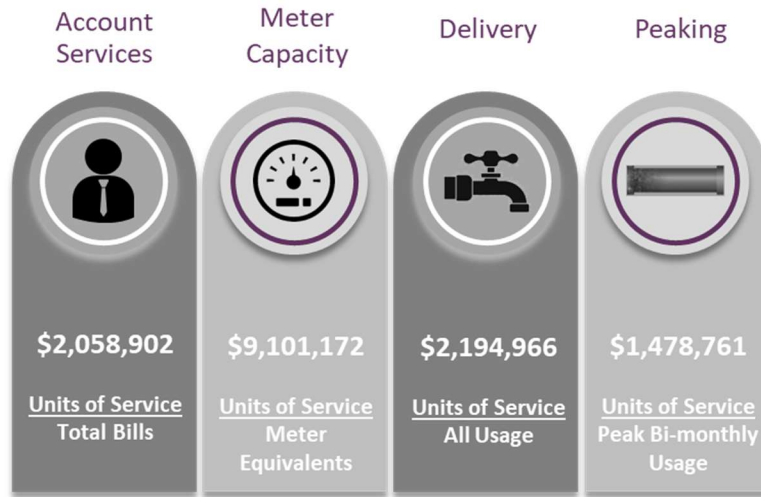 Account
Services
Meter
Capacity
Delivery
Peaking
$2,058,902
Units of Service
Total Bills
$9,101,172
Units of Service
Meter
Equivalents
$2,194,966
Units of Service
All Usage
$1,478,761
Units of Service
Peak Bi-monthly
Usage